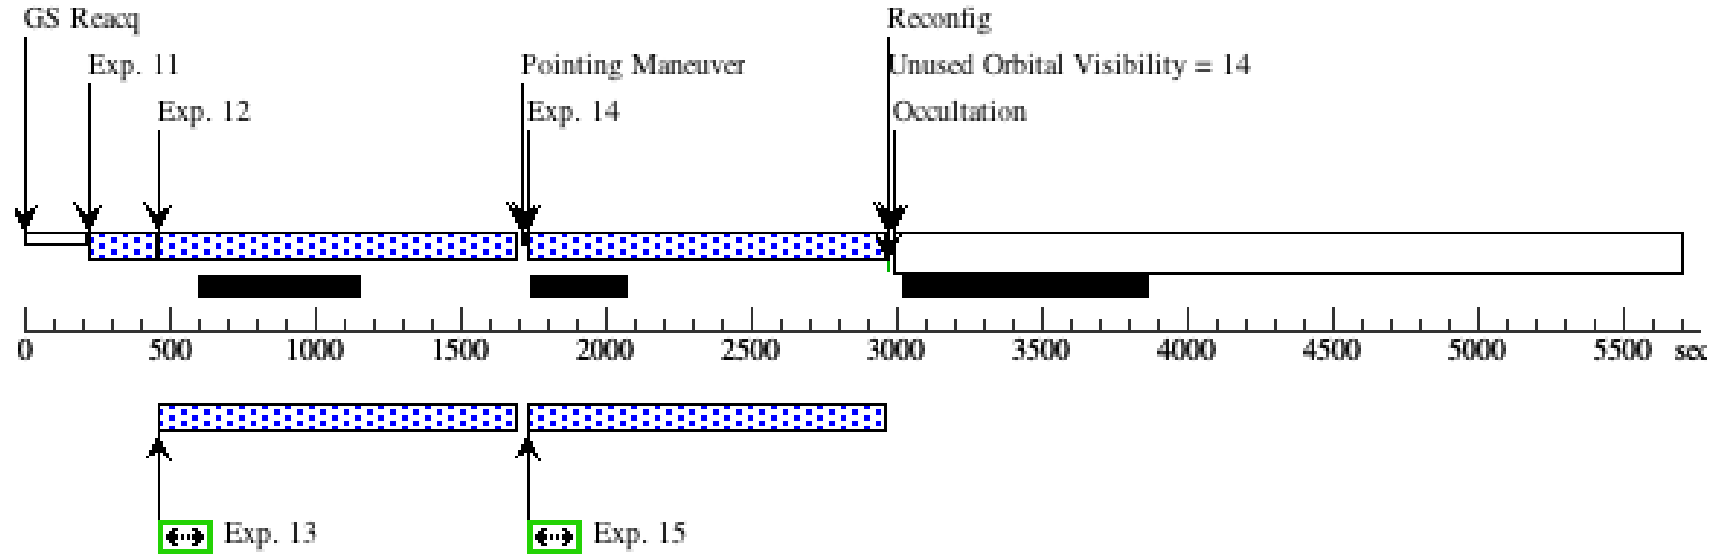 GS Reacq
Reconfig
Exp. 11
Pointing Maneuver
Unused Orbital Visibility = 14
Exp. 12
Exp. 14
Occultation
0 500 1000 1500 2000 2500 3000 3500 4000 4500 5000 5500 sec
Exp. 13
Exp. 15